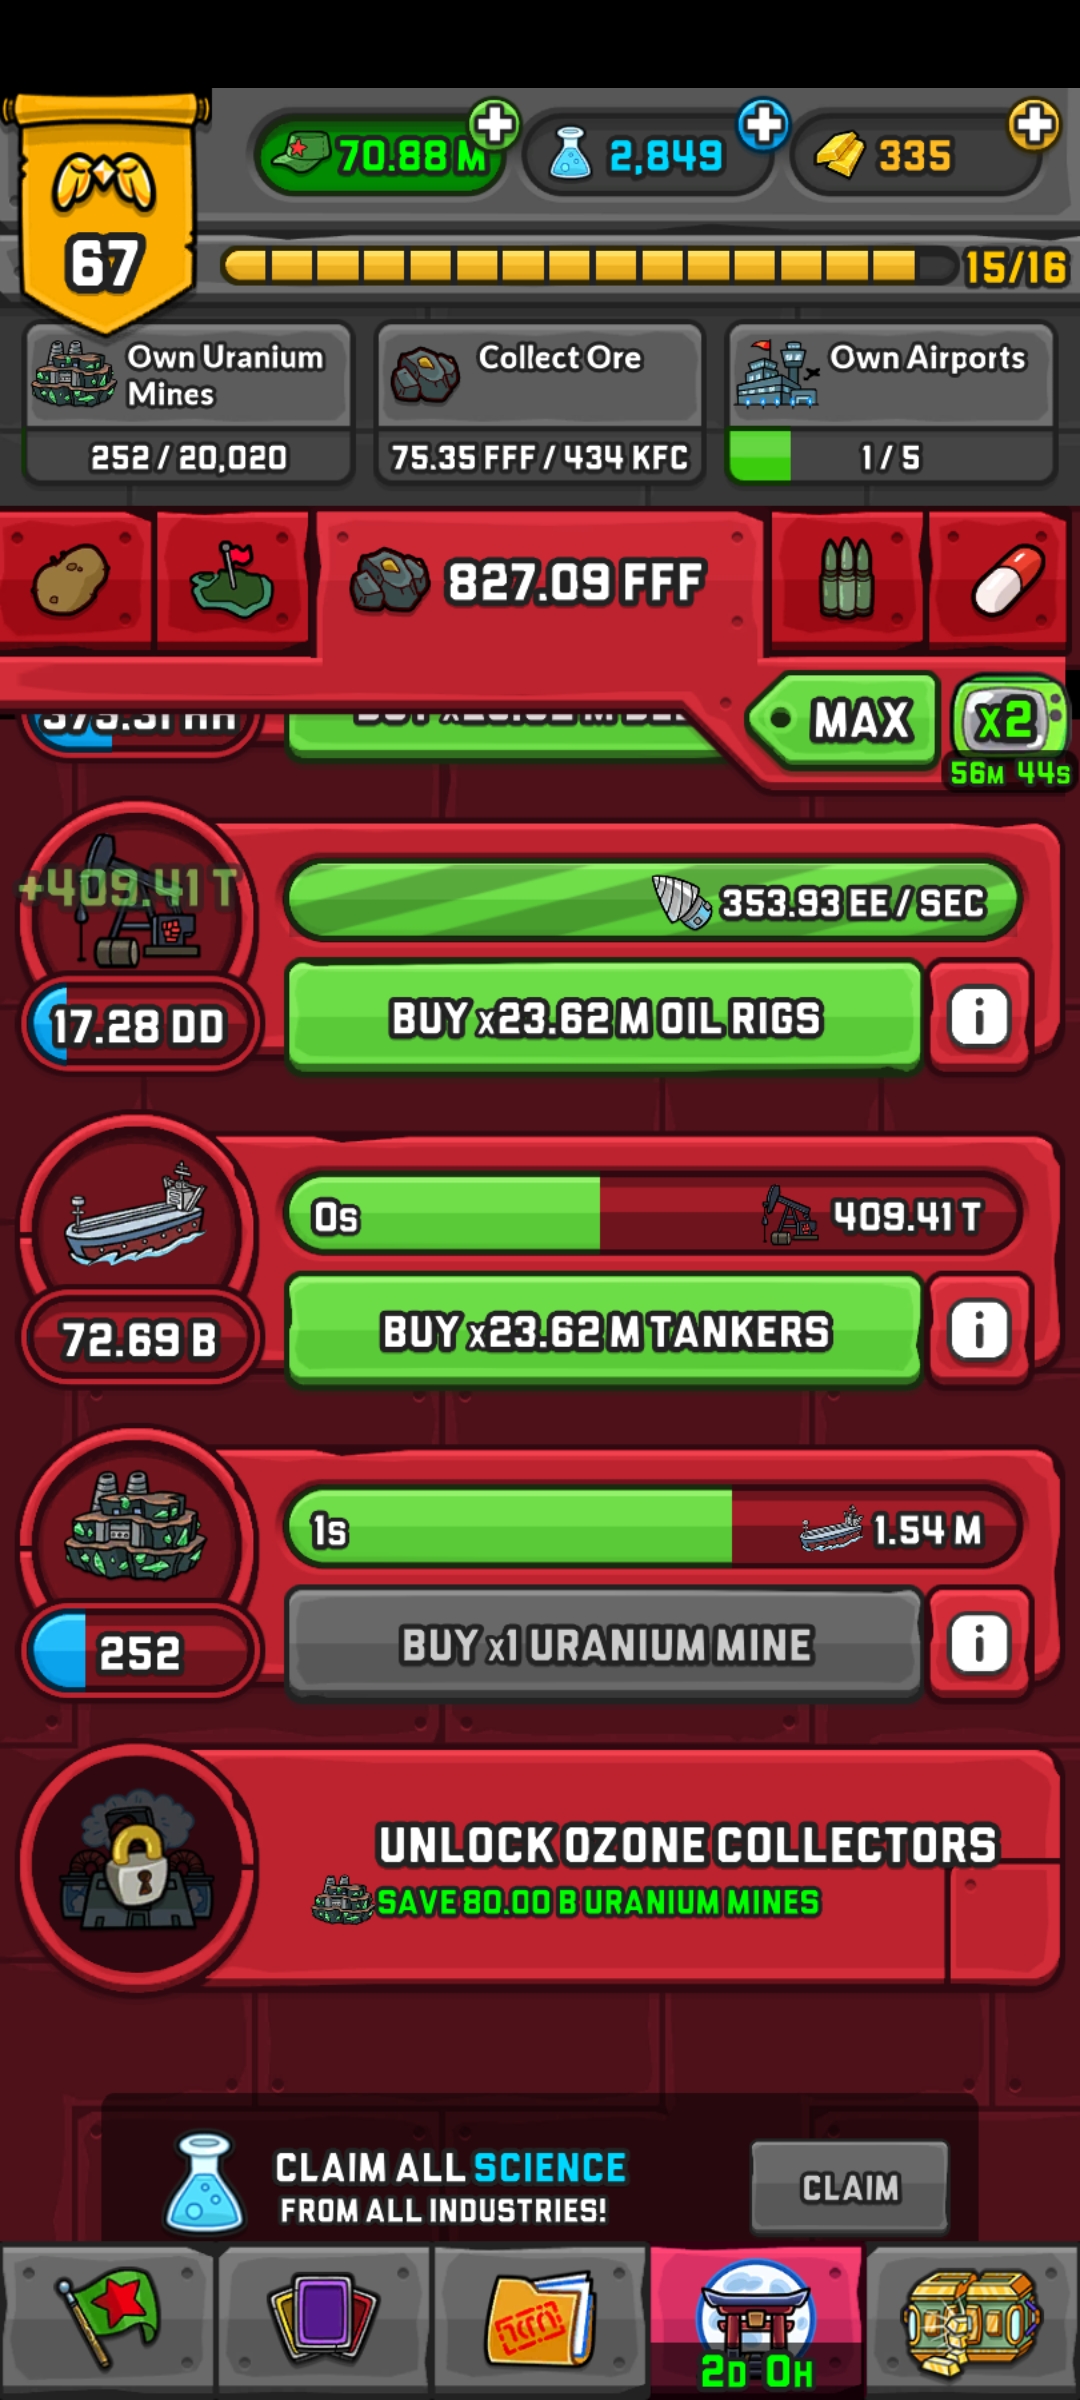 70.88 M
2,849
335
67
15/16
Own Uranium
Mines
252 / 20,020
Collect Ore
75.35 FFF / 434 KFC
Own Airports
1 / 5
827.09 FFF
MAX
x2
56M 44S
+409.41 T
353.93 EE / SEC
17.28 DD
BUY x23.62 M OIL RIGS
i
0s
409.41 T
72.69 B
BUY x23.62 M TANKERS
i
1s
1.54 M
252
BUY x1 URANIUM MINE
i
UNLOCK OZONE COLLECTORS
SAVE 80.00 B URANIUM MINES
CLAIM ALL SCIENCE
FROM ALL INDUSTRIES!
CLAIM
2D 0H